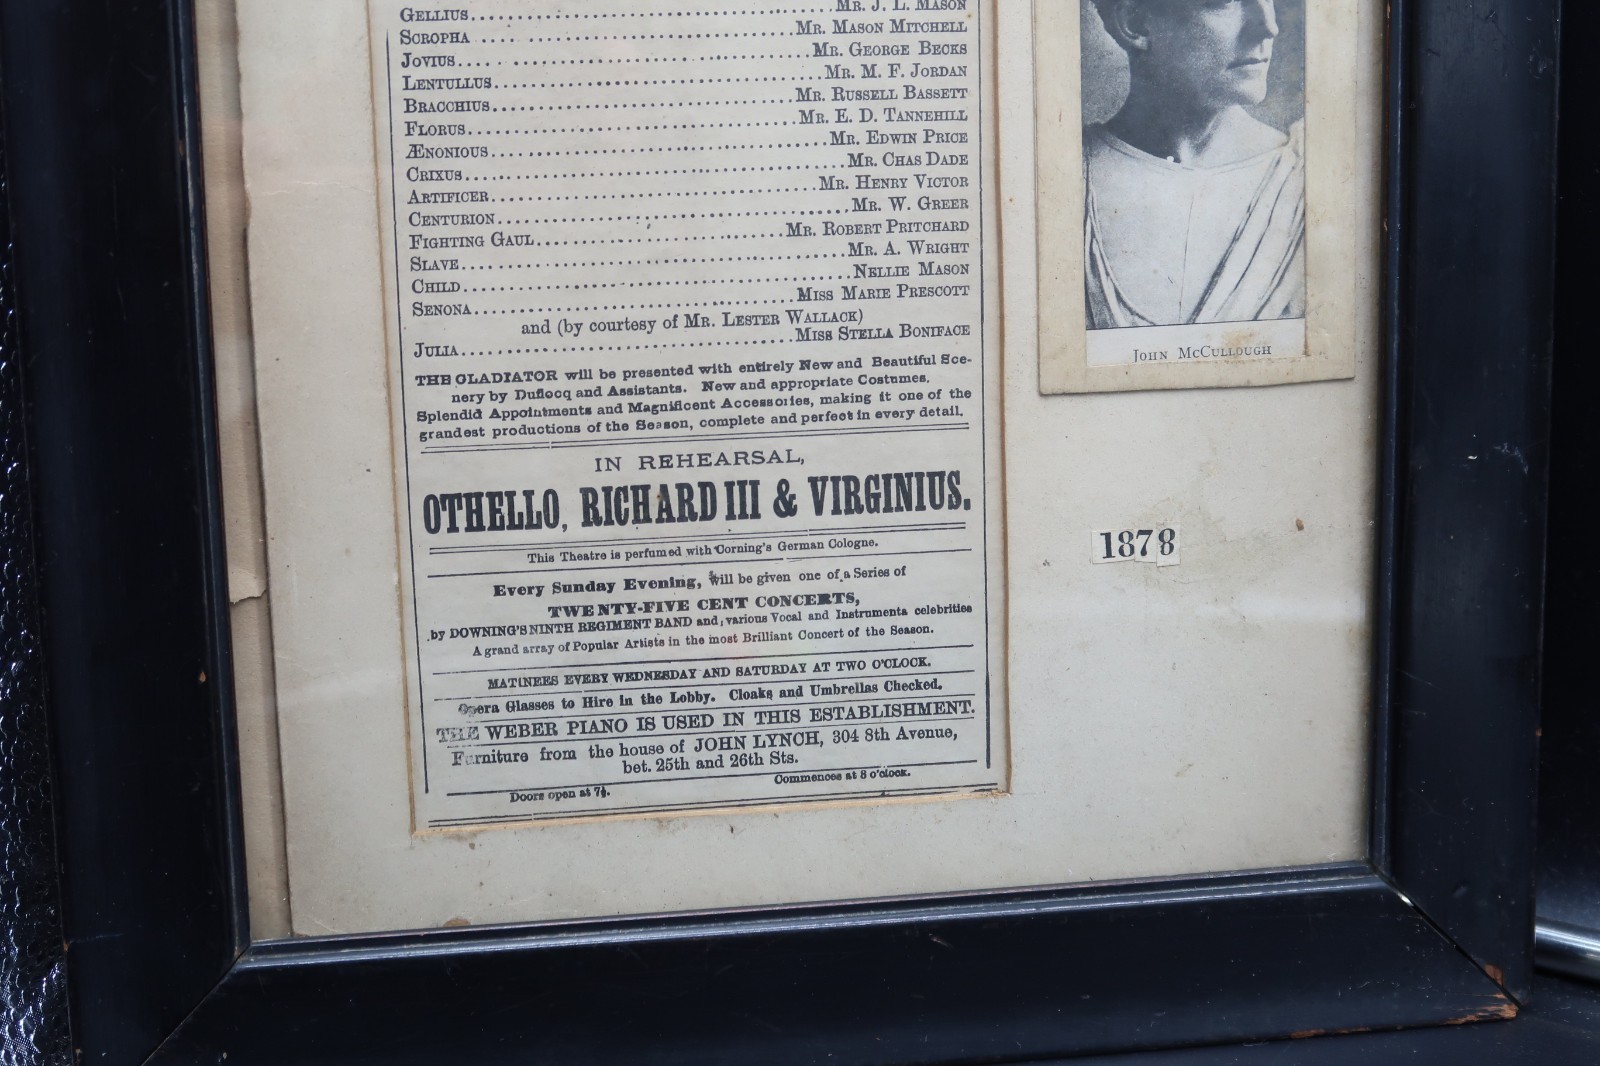 GELLIUS. MR. J. L. MASON
SCROPHA MR. MASON MITCHELL
JOVIUS. MR. GEORGE BECKS
LENTULLUS. MR. M. F. JORDAN
BRACCHIUS. MR. RUSSELL BASSETT
FLORUS. MR. E. D. TANNEHILL
ÆNONIOUS. MR. EDWIN PRICE
CRIXUS. MR. CHAS DADE
ARTIFICER. MR. HENRY VICTOR
CENTURION. MR. W. GREER
FIGHTING GAUL. MR. ROBERT PRITCHARD
SLAVE. MR. A. WRIGHT
CHILD. NELLIE MASON
SENONA. MISS MARIE PRESCOTT
and (by courtesy of MR. LESTER WALLACK)
JULIA. MISS STELLA BONIFACE
THE GLADIATOR will be presented with entirely New and Beautiful Sce-
nery by Duflocq and Assistants. New and appropriate Costumes.
Splendid Appointments and Magnificent Accessories, making it one of the
grandest productions of the Season, complete and perfect in every detail.
IN REHEARSAL,
OTHELLO, RICHARD III & VIRGINIUS.
This Theatre is perfumed with Corning's German Cologne.
Every Sunday Evening, will be given one of a Series of
TWENTY-FIVE CENT CONCERTS,
by DOWNING'S NINTH REGIMENT BAND and, various Vocal and Instrumenta celebrities
A grand array of Popular Artists in the most Brilliant Concert of the Season.
MATINEES EVERY WEDNESDAY AND SATURDAY AT TWO O'CLOCK.
Opera Glasses to Hire in the Lobby. Cloaks and Umbrellas Checked.
THE WEBER PIANO IS USED IN THIS ESTABLISHMENT.
Furniture from the house of JOHN LYNCH, 304 8th Avenue,
bet. 25th and 26th Sts.
Doors open at 7½. Commences at 8 o'clock.
JOHN MCCULLOUGH
1878